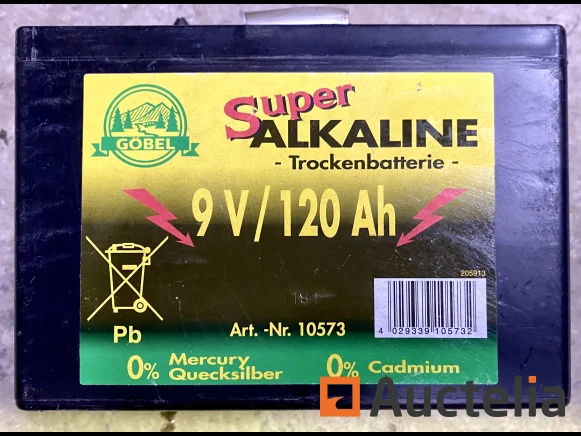 GÖBEL
Super
ALKALINE
- Trockenbatterie -
9 V / 120 Ah
205913
Pb
Art. -Nr. 10573
4 029339 105732
0% Mercury Quecksilber
0% Cadmium
Auctelia